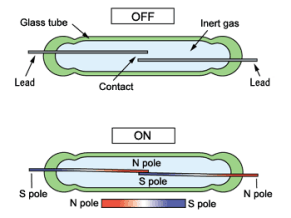 OFF
Glass tube
Inert gas
Lead
Contact
Lead
ON
N pole
S pole
S pole
N pole
N pole
S pole